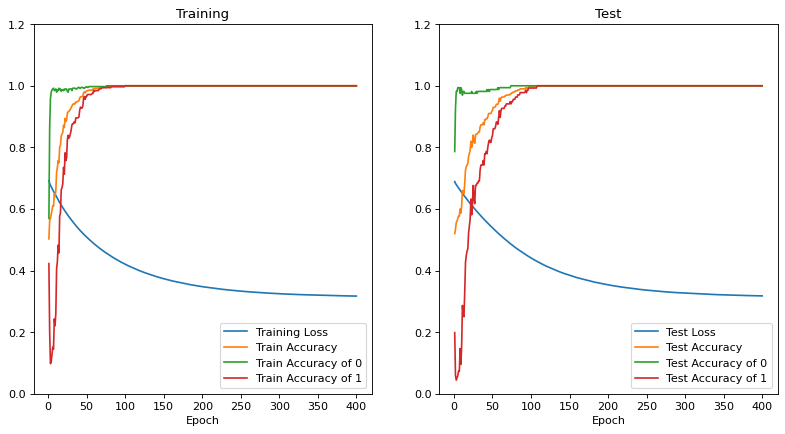 Training
1.2
1.0
0.8
0.6
0.4
0.2
0.0
0 50 100 150 200 250 300 350 400
Epoch
Training Loss
Train Accuracy
Train Accuracy of 0
Train Accuracy of 1
Test
1.2
1.0
0.8
0.6
0.4
0.2
0.0
0 50 100 150 200 250 300 350 400
Epoch
Test Loss
Test Accuracy
Test Accuracy of 0
Test Accuracy of 1